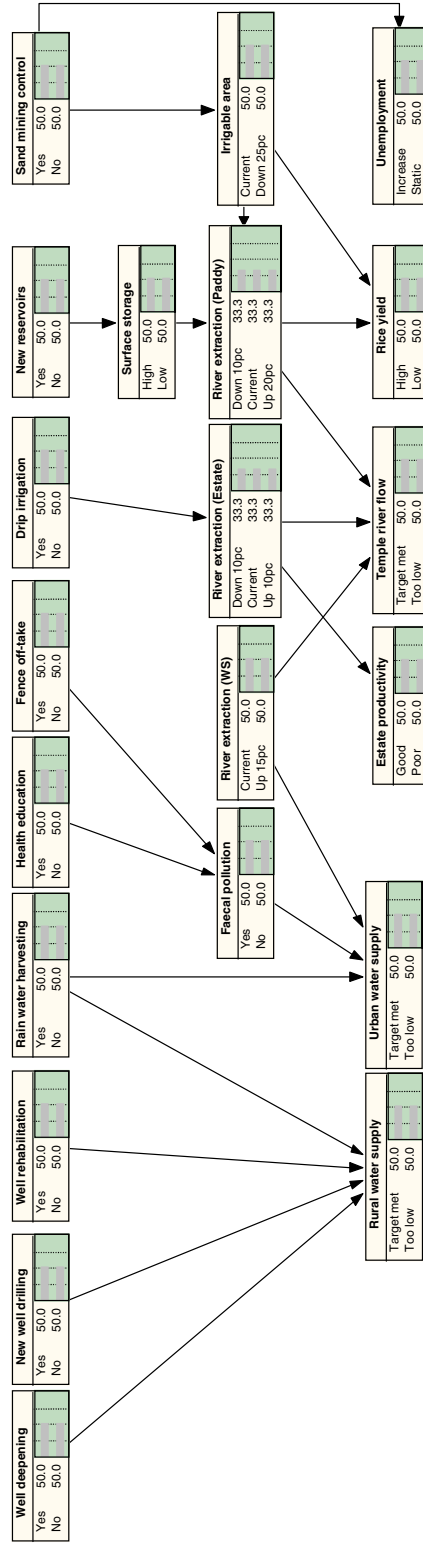 Well deepening
Yes 50.0
No 50.0
New well drilling
Yes 50.0
No 50.0
Well rehabilitation
Yes 50.0
No 50.0
Rain water harvesting
Yes 50.0
No 50.0
Health education
Yes 50.0
No 50.0
Fence off-take
Yes 50.0
No 50.0
Drip irrigation
Yes 50.0
No 50.0
New reservoirs
Yes 50.0
No 50.0
Sand mining control
Yes 50.0
No 50.0
Surface storage
High 50.0
Low 50.0
Faecal pollution
Yes 50.0
No 50.0
River extraction (WS)
Current 50.0
Up 15pc 50.0
River extraction (Estate)
Down 10pc 33.3
Current 33.3
Up 10pc 33.3
River extraction (Paddy)
Down 10pc 33.3
Current 33.3
Up 20pc 33.3
Irrigable area
Current 50.0
Down 25pc 50.0
Rural water supply
Target met 50.0
Too low 50.0
Urban water supply
Target met 50.0
Too low 50.0
Estate productivity
Good 50.0
Poor 50.0
Temple river flow
Target met 50.0
Too low 50.0
Rice yield
High 50.0
Low 50.0
Unemployment
Increase 50.0
Static 50.0